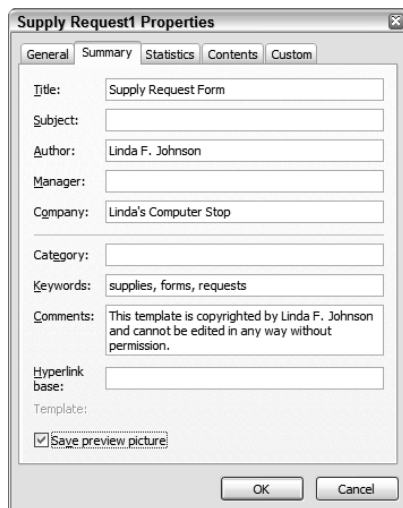 Supply Request1 Properties
General Summary Statistics Contents Custom
Title: Supply Request Form
Subject:
Author: Linda F. Johnson
Manager:
Company: Linda's Computer Stop
Category:
Keywords: supplies, forms, requests
Comments: This template is copyrighted by Linda F. Johnson
and cannot be edited in any way without
permission.
Hyperlink
base:
Template:
Save preview picture
OK Cancel